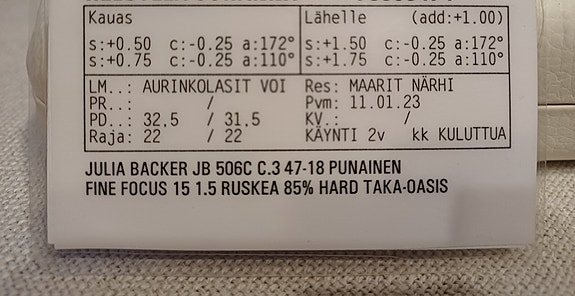 Kauas Lähelle (add:+1.00)
s:+0.50 c:-0.25 a:172° s:+1.50 c:-0.25 a:172°
s:+0.75 c:-0.25 a:110° s:+1.75 c:-0.25 a:110°
LM..: AURINKOLASIT VOI Res: MAARIT NÄRHI
PR..: / Pvm: 11.01.23
PD..: 32.5 / 31.5 KV.: /
Raja: 22 / 22 KÄYNTI 2v kk KULUTTUA
JULIA BACKER JB 506C C.3 47-18 PUNAINEN
FINE FOCUS 15 1.5 RUSKEA 85% HARD TAKA-OASIS